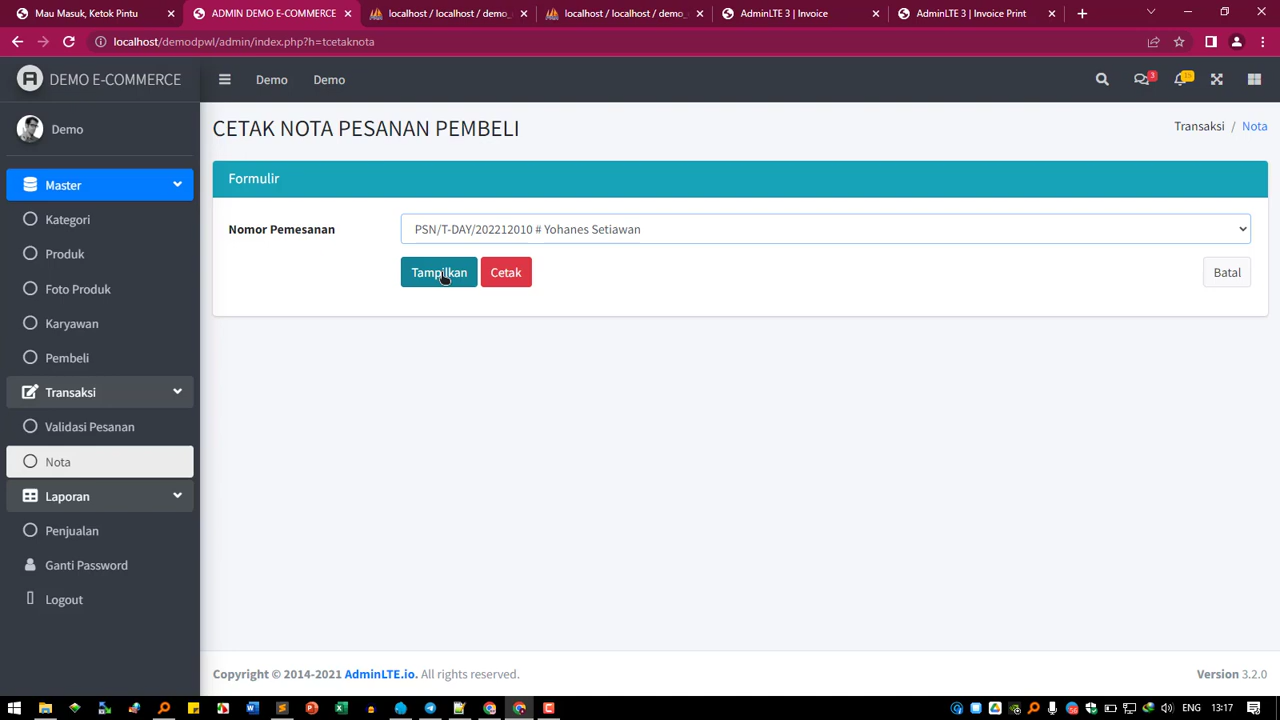 Mau Masuk, Ketok Pintu
ADMIN DEMO E-COMMERCE
localhost / localhost / demo_
localhost / localhost / demo_
AdminLTE 3 | Invoice
AdminLTE 3 | Invoice Print
localhost/demodpwl/admin/index.php?h=tcetaknota
DEMO E-COMMERCE
Demo
Demo
3
15
Demo
CETAK NOTA PESANAN PEMBELI
Transaksi / Nota
Formulir
Nomor Pemesanan
PSN/T-DAY/202212010 # Yohanes Setiawan
Tampilkan
Cetak
Batal
Master
Kategori
Produk
Foto Produk
Karyawan
Pembeli
Transaksi
Validasi Pesanan
Nota
Laporan
Penjualan
Ganti Password
Logout
Copyright © 2014-2021 AdminLTE.io. All rights reserved.
Version 3.2.0
ENG
13:17